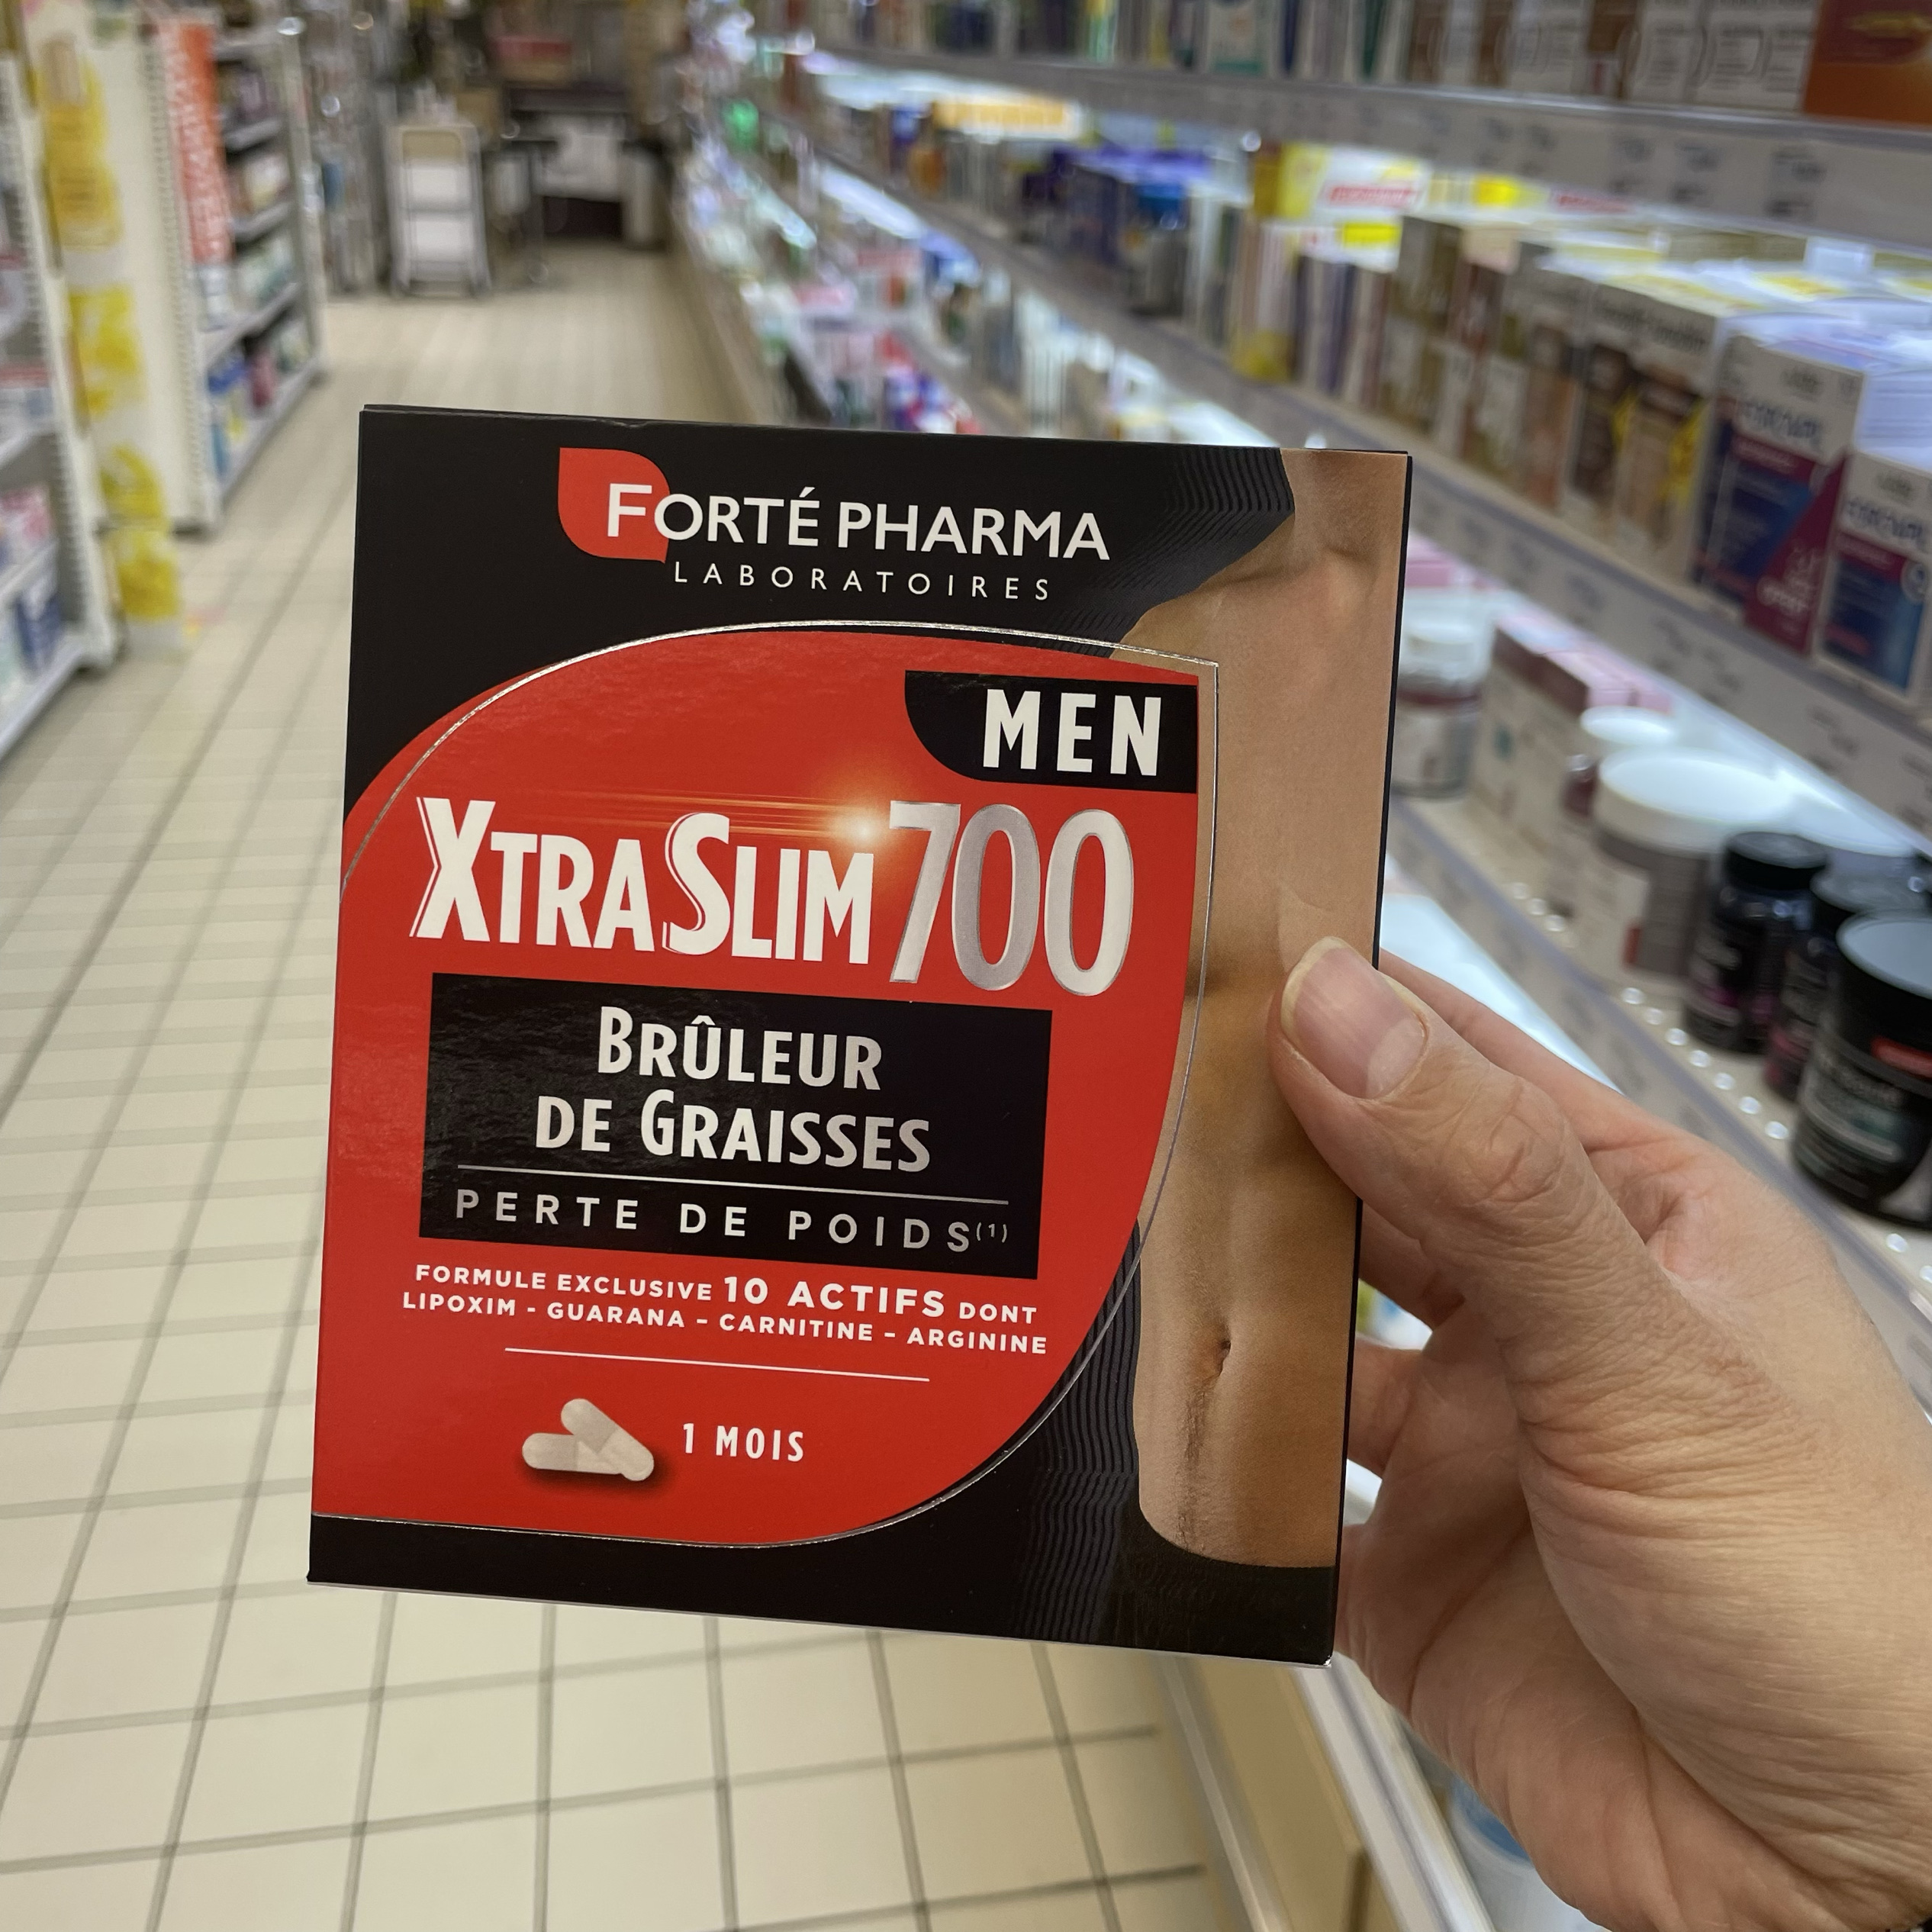 FORTÉ PHARMA
LABORATOIRES
MEN
XTRASLIM 700
BRÛLEUR
DE GRAISSES
PERTE DE POIDS(1)
FORMULE EXCLUSIVE 10 ACTIFS DONT
LIPOXIM - GUARANA - CARNITINE - ARGININE
1 MOIS